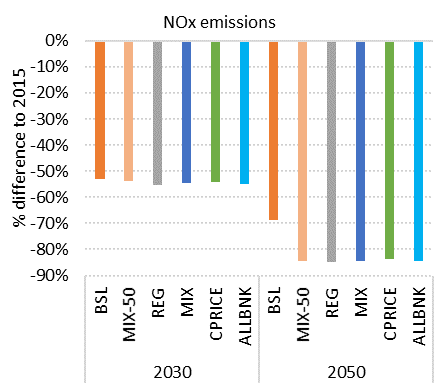 NOx emissions
% difference to 2015
0%
-10%
-20%
-30%
-40%
-50%
-60%
-70%
-80%
-90%
BSL
MIX-50
REG
MIX
CPRICE
ALLBNK
BSL
MIX-50
REG
MIX
CPRICE
ALLBNK
2030
2050